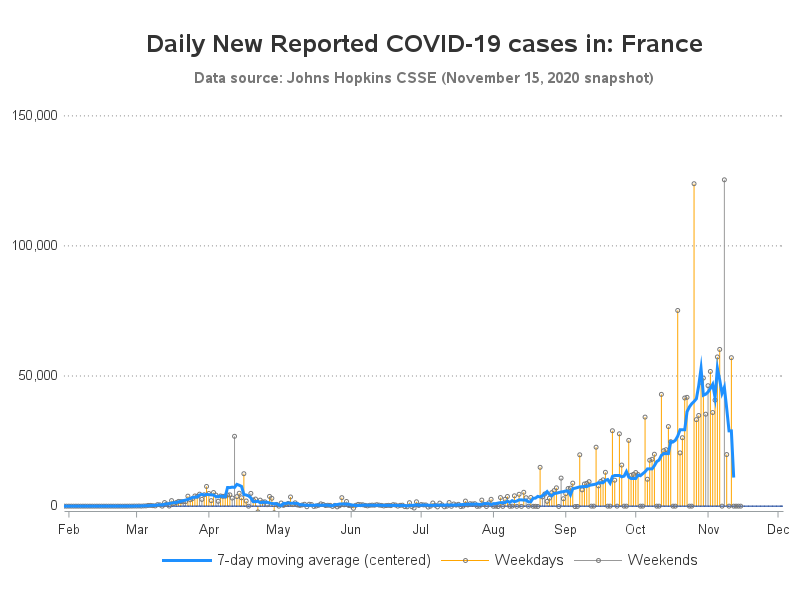 Daily New Reported COVID-19 cases in: France
Data source: Johns Hopkins CSSE (November 15, 2020 snapshot)
150,000
100,000
50,000
0
Feb Mar Apr May Jun Jul Aug Sep Oct Nov Dec
7-day moving average (centered) Weekdays Weekends